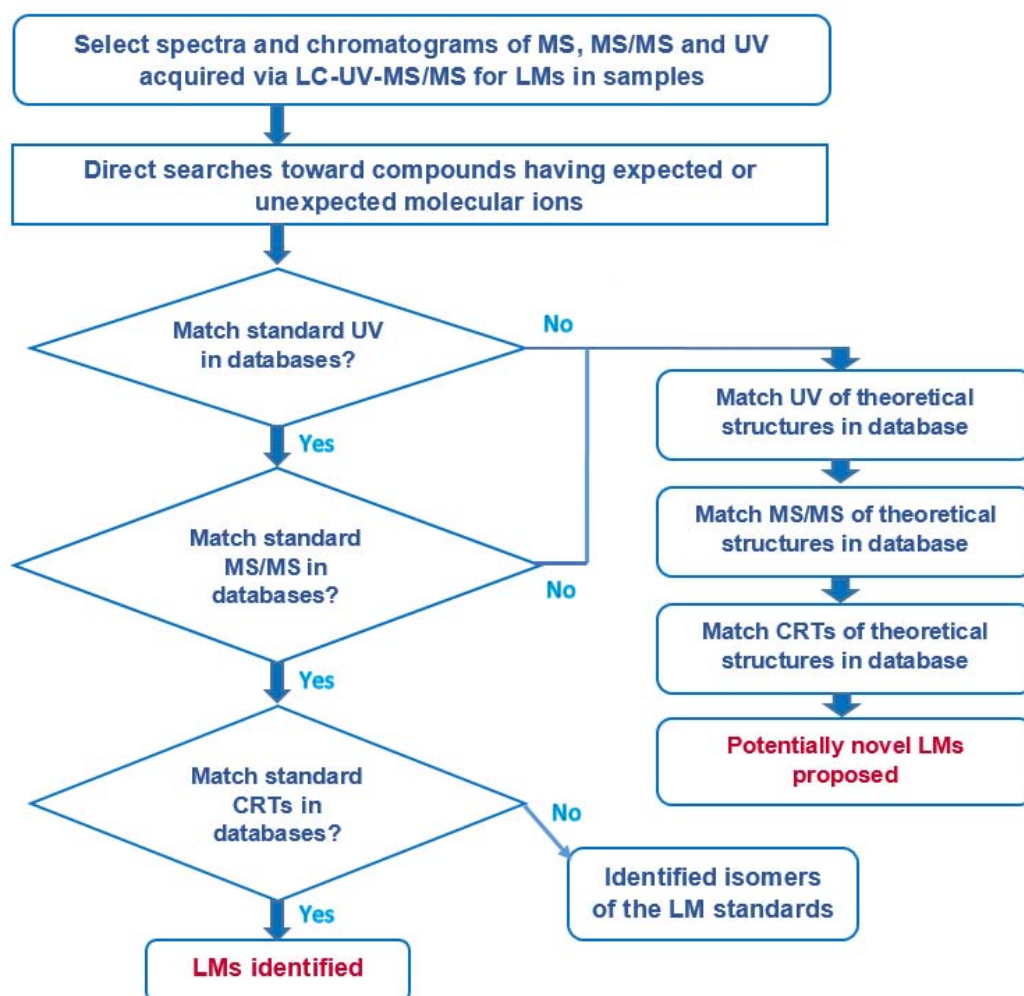 Select spectra and chromatograms of MS, MS/MS and UV
acquired via LC-UV-MS/MS for LMs in samples
Direct searches toward compounds having expected or
unexpected molecular ions
Match standard UV
in databases?
No
Yes
Match standard
MS/MS in
databases?
No
Yes
Match standard
CRTs in
databases?
No
Yes
LMs identified
Identified isomers
of the LM standards
Match UV of theoretical
structures in database
Match MS/MS of theoretical
structures in database
Match CRTs of theoretical
structures in database
Potentially novel LMs
proposed